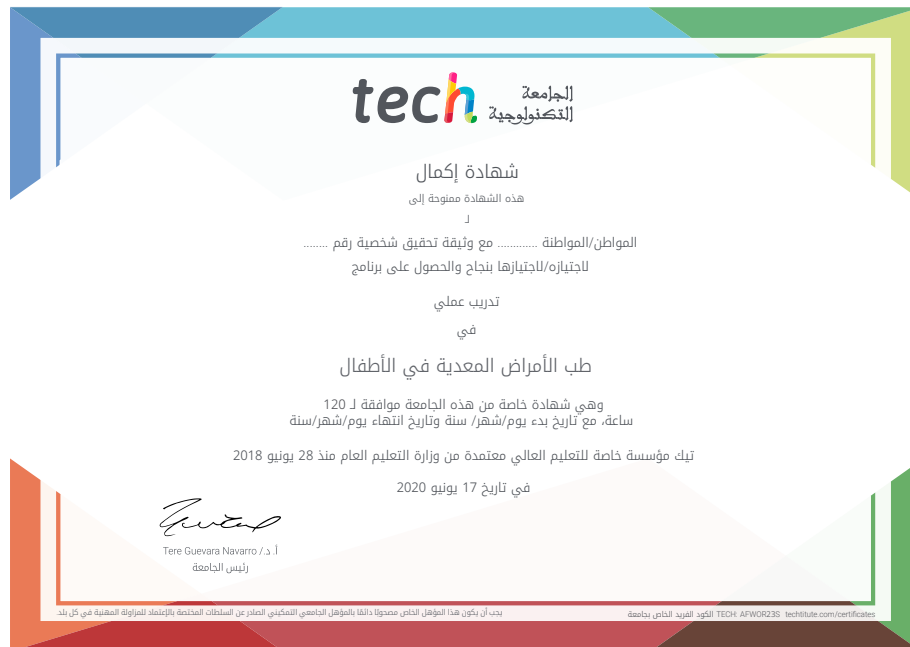 tech الجامعة
التكنولوجية
شهادة إكمال
هذه الشهادة ممنوحة إلى
لـ
المواطن/المواطنة ............. مع وثيقة تحقيق شخصية رقم ........
لاجتيازه/لاجتيازها بنجاح والحصول على برنامج
تدريب عملي
في
طب الأمراض المعدية في الأطفال
وهي شهادة خاصة من هذه الجامعة موافقة لـ 120
ساعة، مع تاريخ بدء يوم/شهر/ سنة وتاريخ انتهاء يوم/شهر/سنة
تيك مؤسسة خاصة للتعليم العالي معتمدة من وزارة التعليم العام منذ 28 يونيو 2018
في تاريخ 17 يونيو 2020
أ. د./ Tere Guevara Navarro
رئيس الجامعة
يجب أن يكون هذا المؤهل الخاص مصحوبًا دائمًا بالمؤهل الجامعي التمكيني الصادر عن السلطات المختصة بالإعتماد للمزاولة المهنية في كل بلد.
الكود الفريد الخاص بجامعة TECH: AFWOR23S techtitute.com/certificates